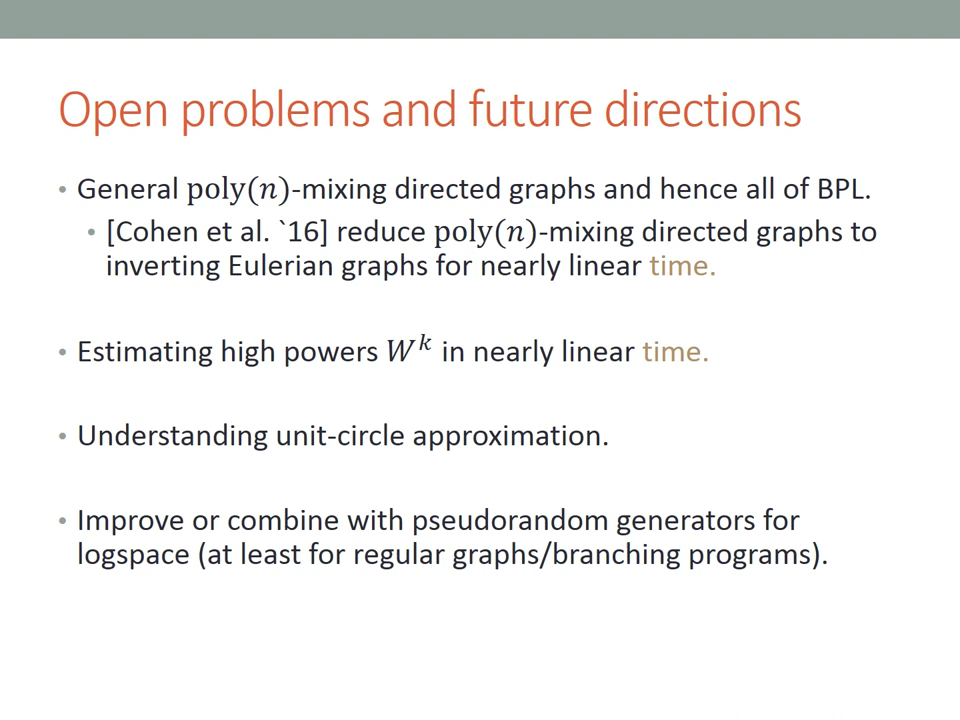 Open problems and future directions
• General poly(n)-mixing directed graphs and hence all of BPL.
• [Cohen et al. `16] reduce poly(n)-mixing directed graphs to
inverting Eulerian graphs for nearly linear time.
• Estimating high powers W^k in nearly linear time.
• Understanding unit-circle approximation.
• Improve or combine with pseudorandom generators for
logspace (at least for regular graphs/branching programs).